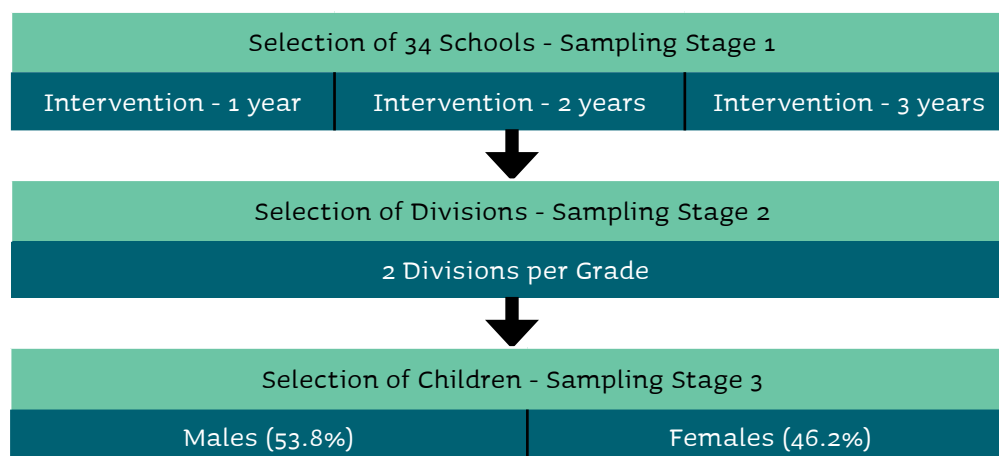 Selection of 34 Schools - Sampling Stage 1
Intervention - 1 year
Intervention - 2 years
Intervention - 3 years
Selection of Divisions - Sampling Stage 2
2 Divisions per Grade
Selection of Children - Sampling Stage 3
Males (53.8%)
Females (46.2%)